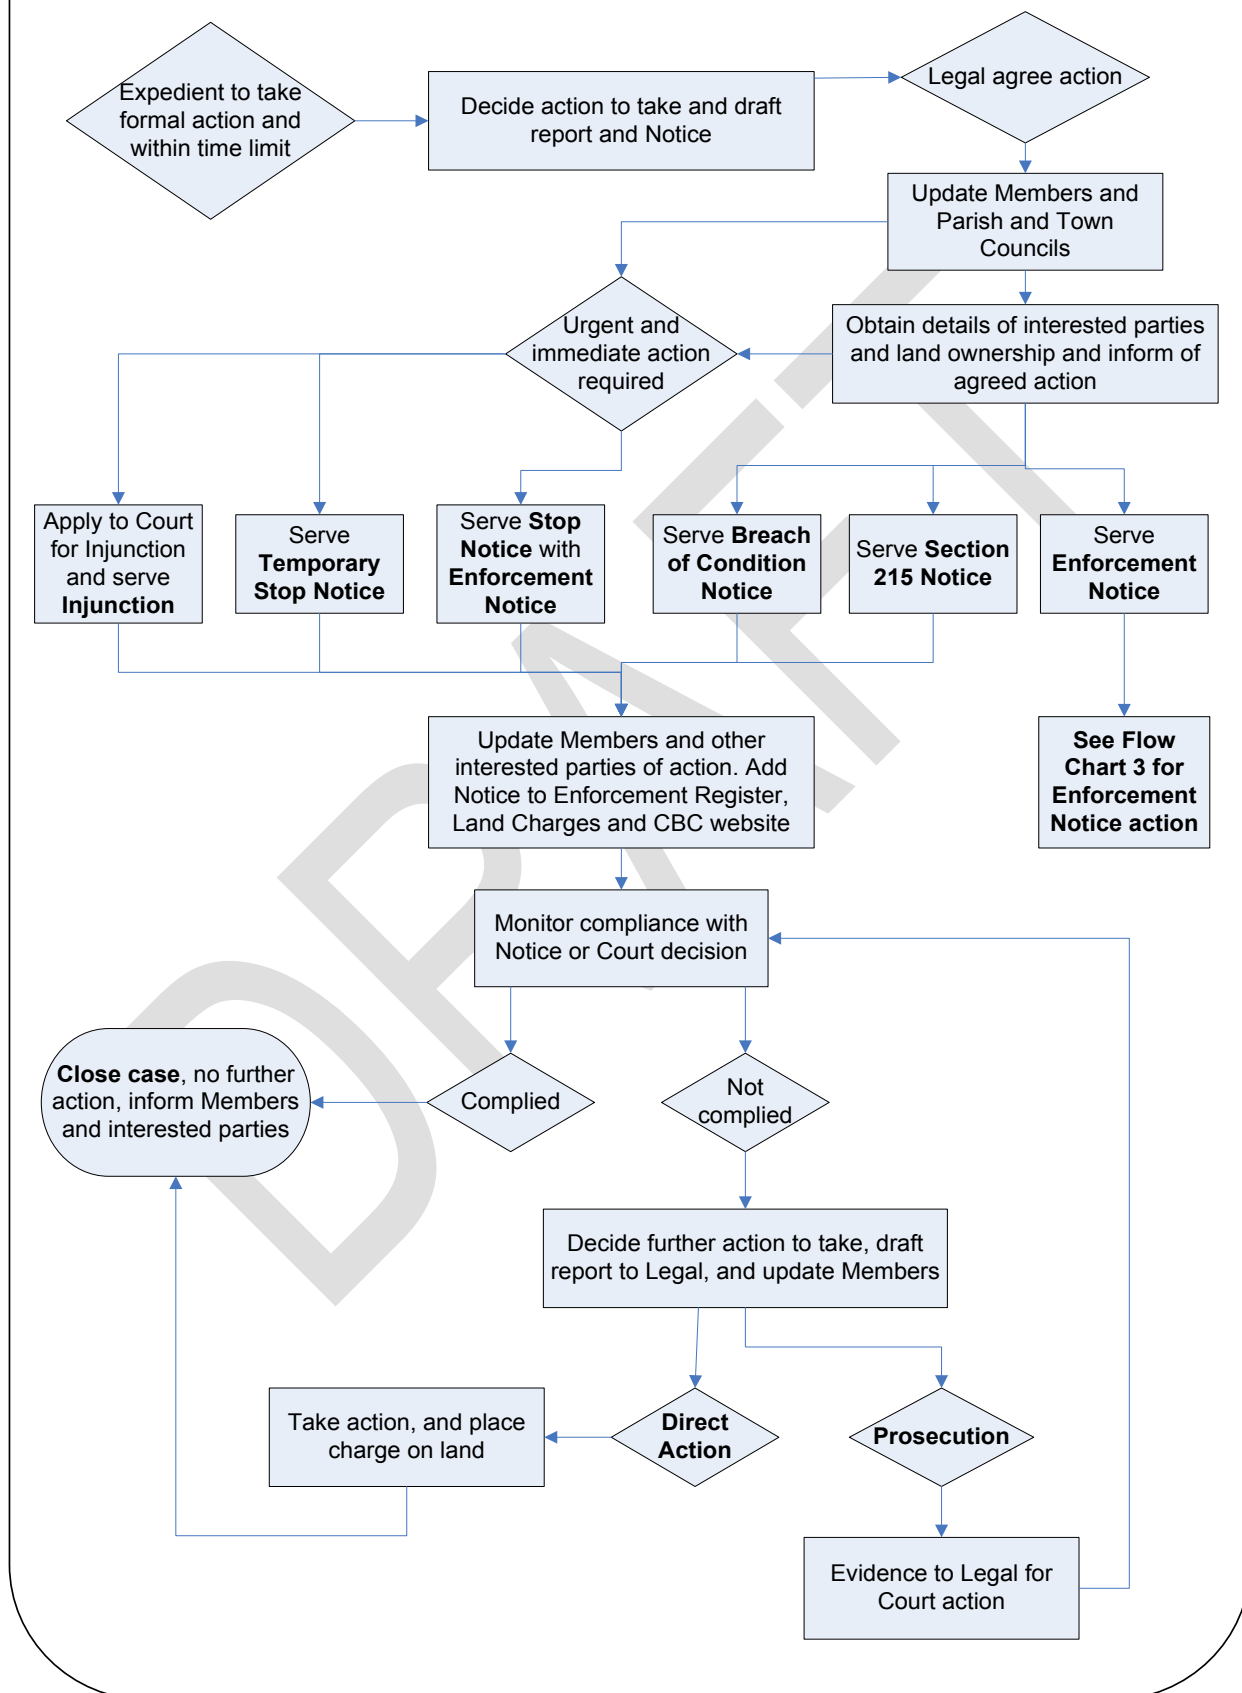 Expedient to take
formal action and
within time limit
Decide action to take and draft
report and Notice
Legal agree action
Update Members and
Parish and Town
Councils
Urgent and
immediate action
required
Obtain details of interested parties
and land ownership and inform of
agreed action
Apply to Court
for Injunction
and serve
Injunction
Serve
Temporary
Stop Notice
Serve Stop
Notice with
Enforcement
Notice
Serve Breach
of Condition
Notice
Serve Section
215 Notice
Serve
Enforcement
Notice
Update Members and other
interested parties of action. Add
Notice to Enforcement Register,
Land Charges and CBC website
See Flow
Chart 3 for
Enforcement
Notice action
Monitor compliance with
Notice or Court decision
Close case, no further
action, inform Members
and interested parties
Complied
Not
complied
Decide further action to take, draft
report to Legal, and update Members
Take action, and place
charge on land
Direct
Action
Prosecution
Evidence to Legal for
Court action
DRAFT